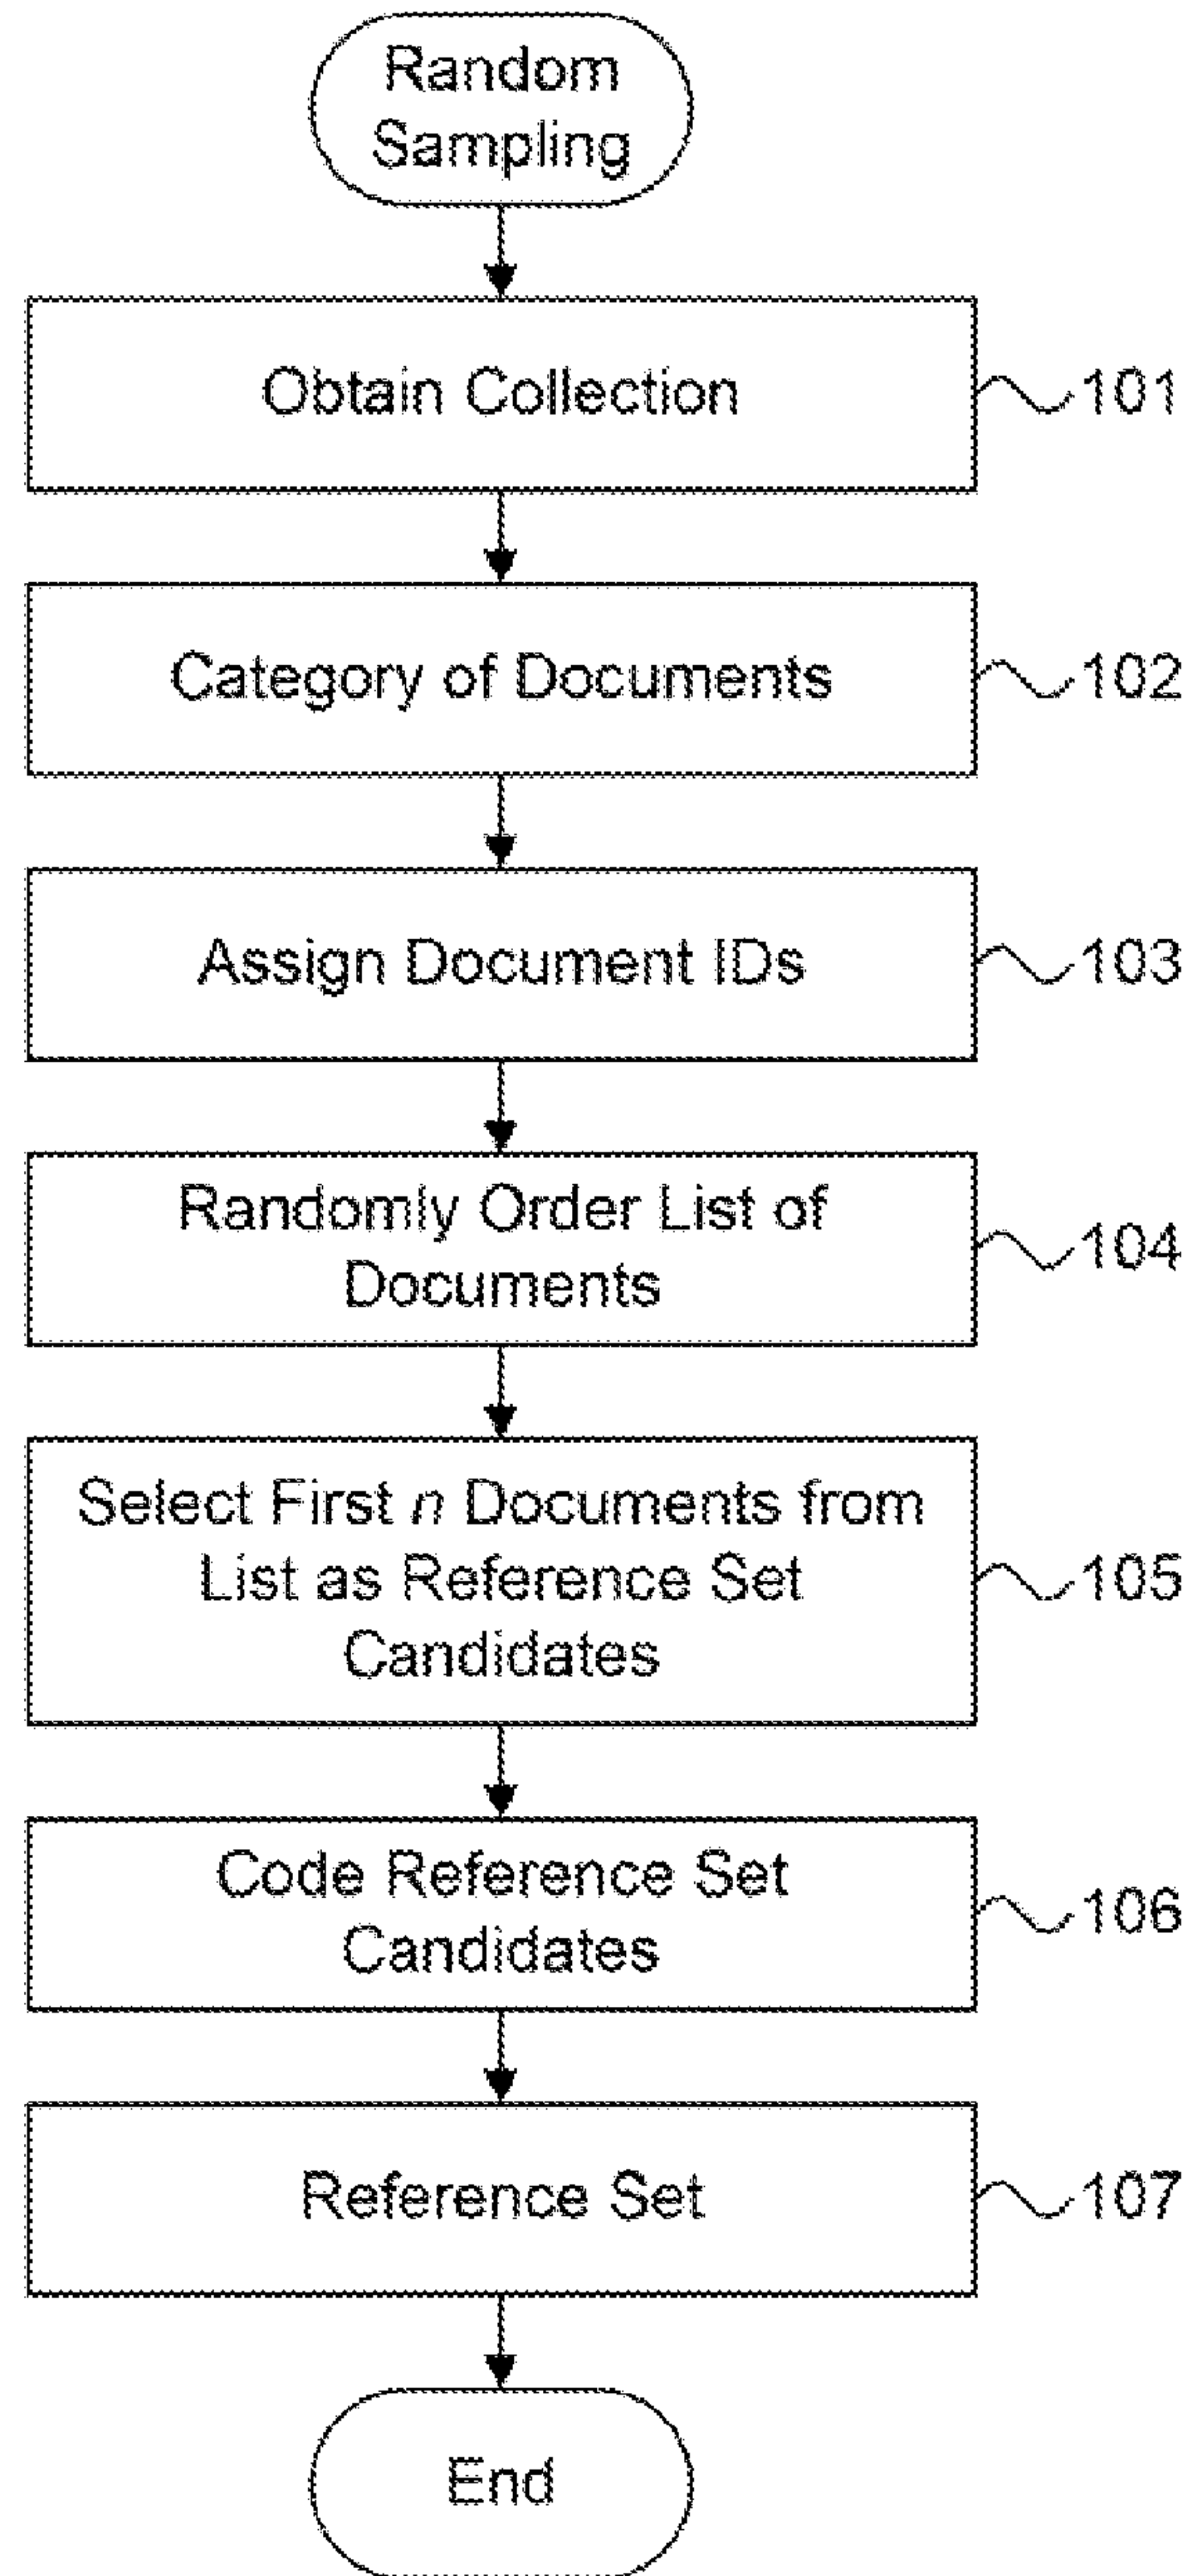 Random
Sampling
Obtain Collection
101
Category of Documents
102
Assign Document IDs
103
Randomly Order List of
Documents
104
Select First n Documents from
List as Reference Set
Candidates
105
Code Reference Set
Candidates
106
Reference Set
107
End